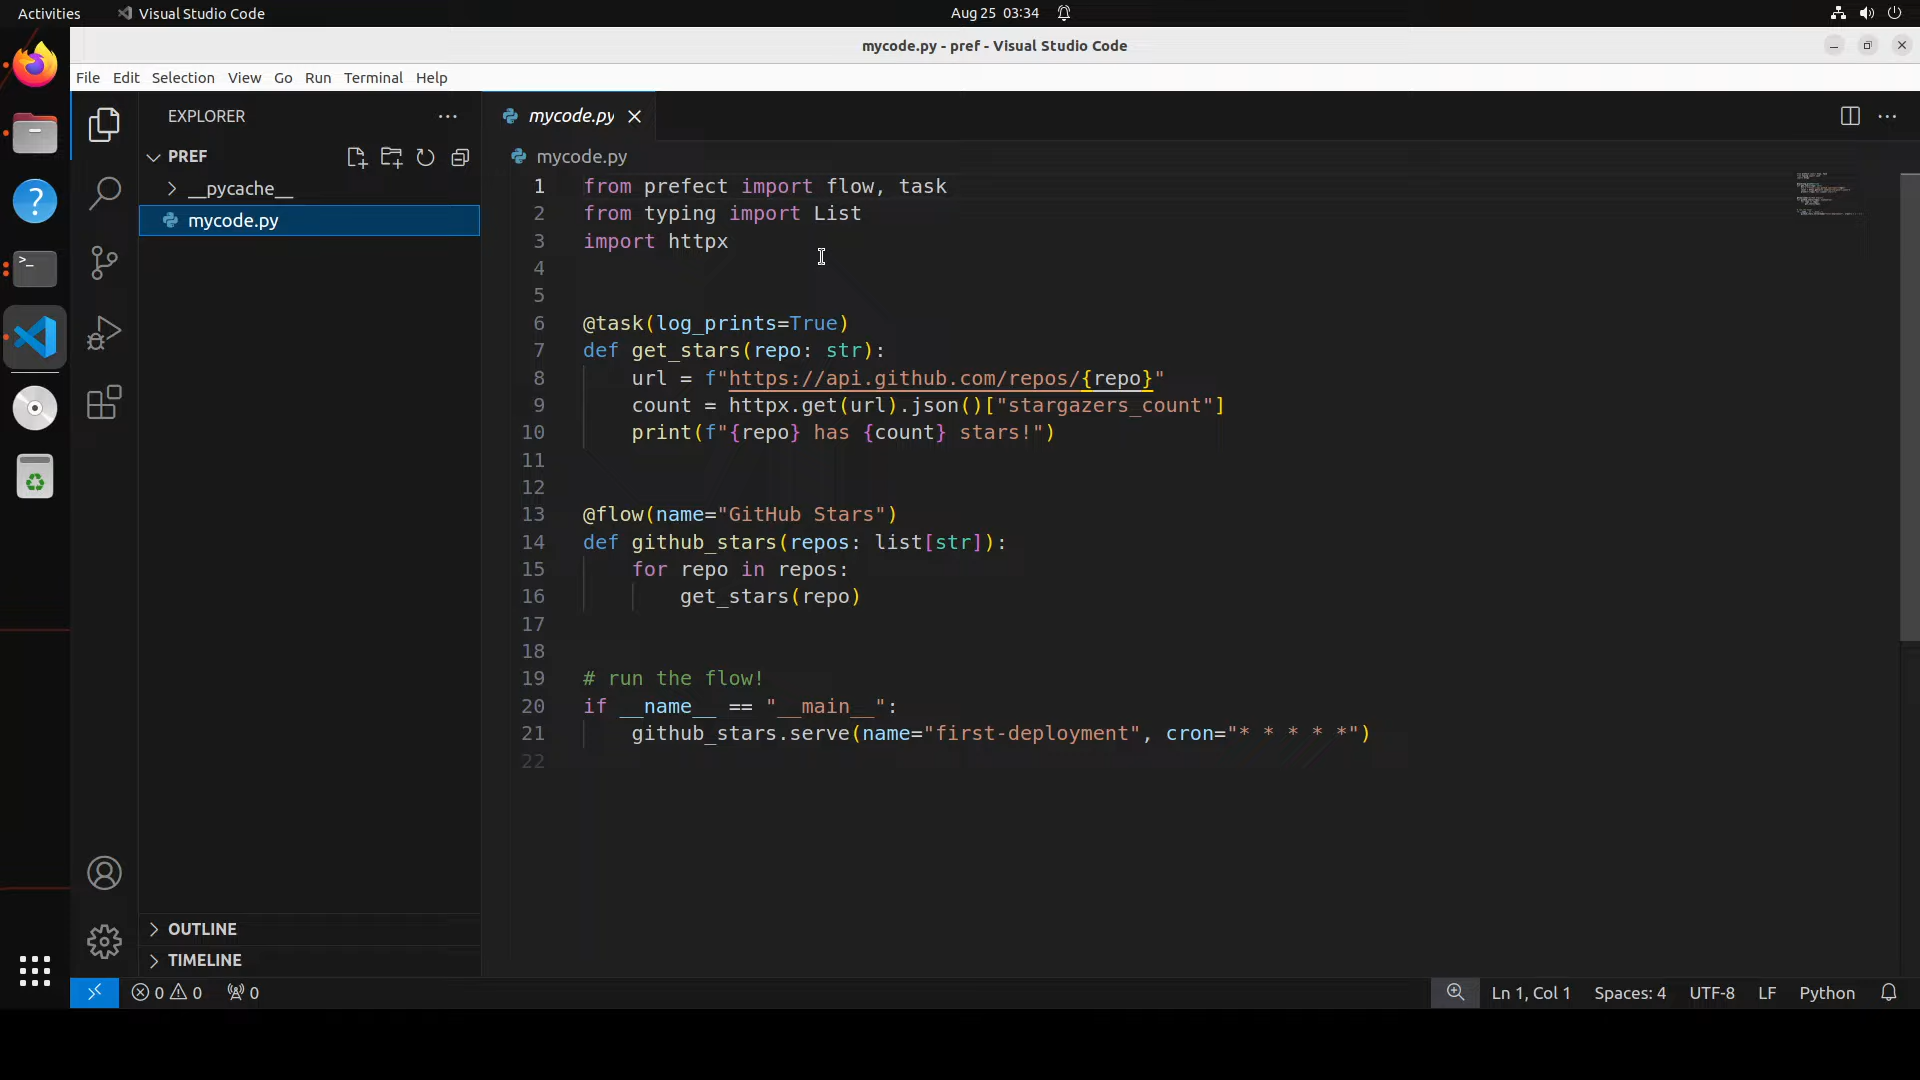 Activities
Visual Studio Code
Aug 25 03:34
mycode.py - pref - Visual Studio Code
File Edit Selection View Go Run Terminal Help
EXPLORER
PREF
__pycache__
mycode.py
mycode.py
mycode.py
1 from prefect import flow, task
2 from typing import List
3 import httpx
4
5
6 @task(log_prints=True)
7 def get_stars(repo: str):
8 url = f"https://api.github.com/repos/{repo}"
9 count = httpx.get(url).json()["stargazers_count"]
10 print(f"{repo} has {count} stars!")
11
12
13 @flow(name="GitHub Stars")
14 def github_stars(repos: list[str]):
15 for repo in repos:
16 get_stars(repo)
17
18
19 # run the flow!
20 if __name__ == "__main__":
21 github_stars.serve(name="first-deployment", cron="* * * * *")
22
OUTLINE
TIMELINE
0 0 0
Ln 1, Col 1 Spaces: 4 UTF-8 LF Python